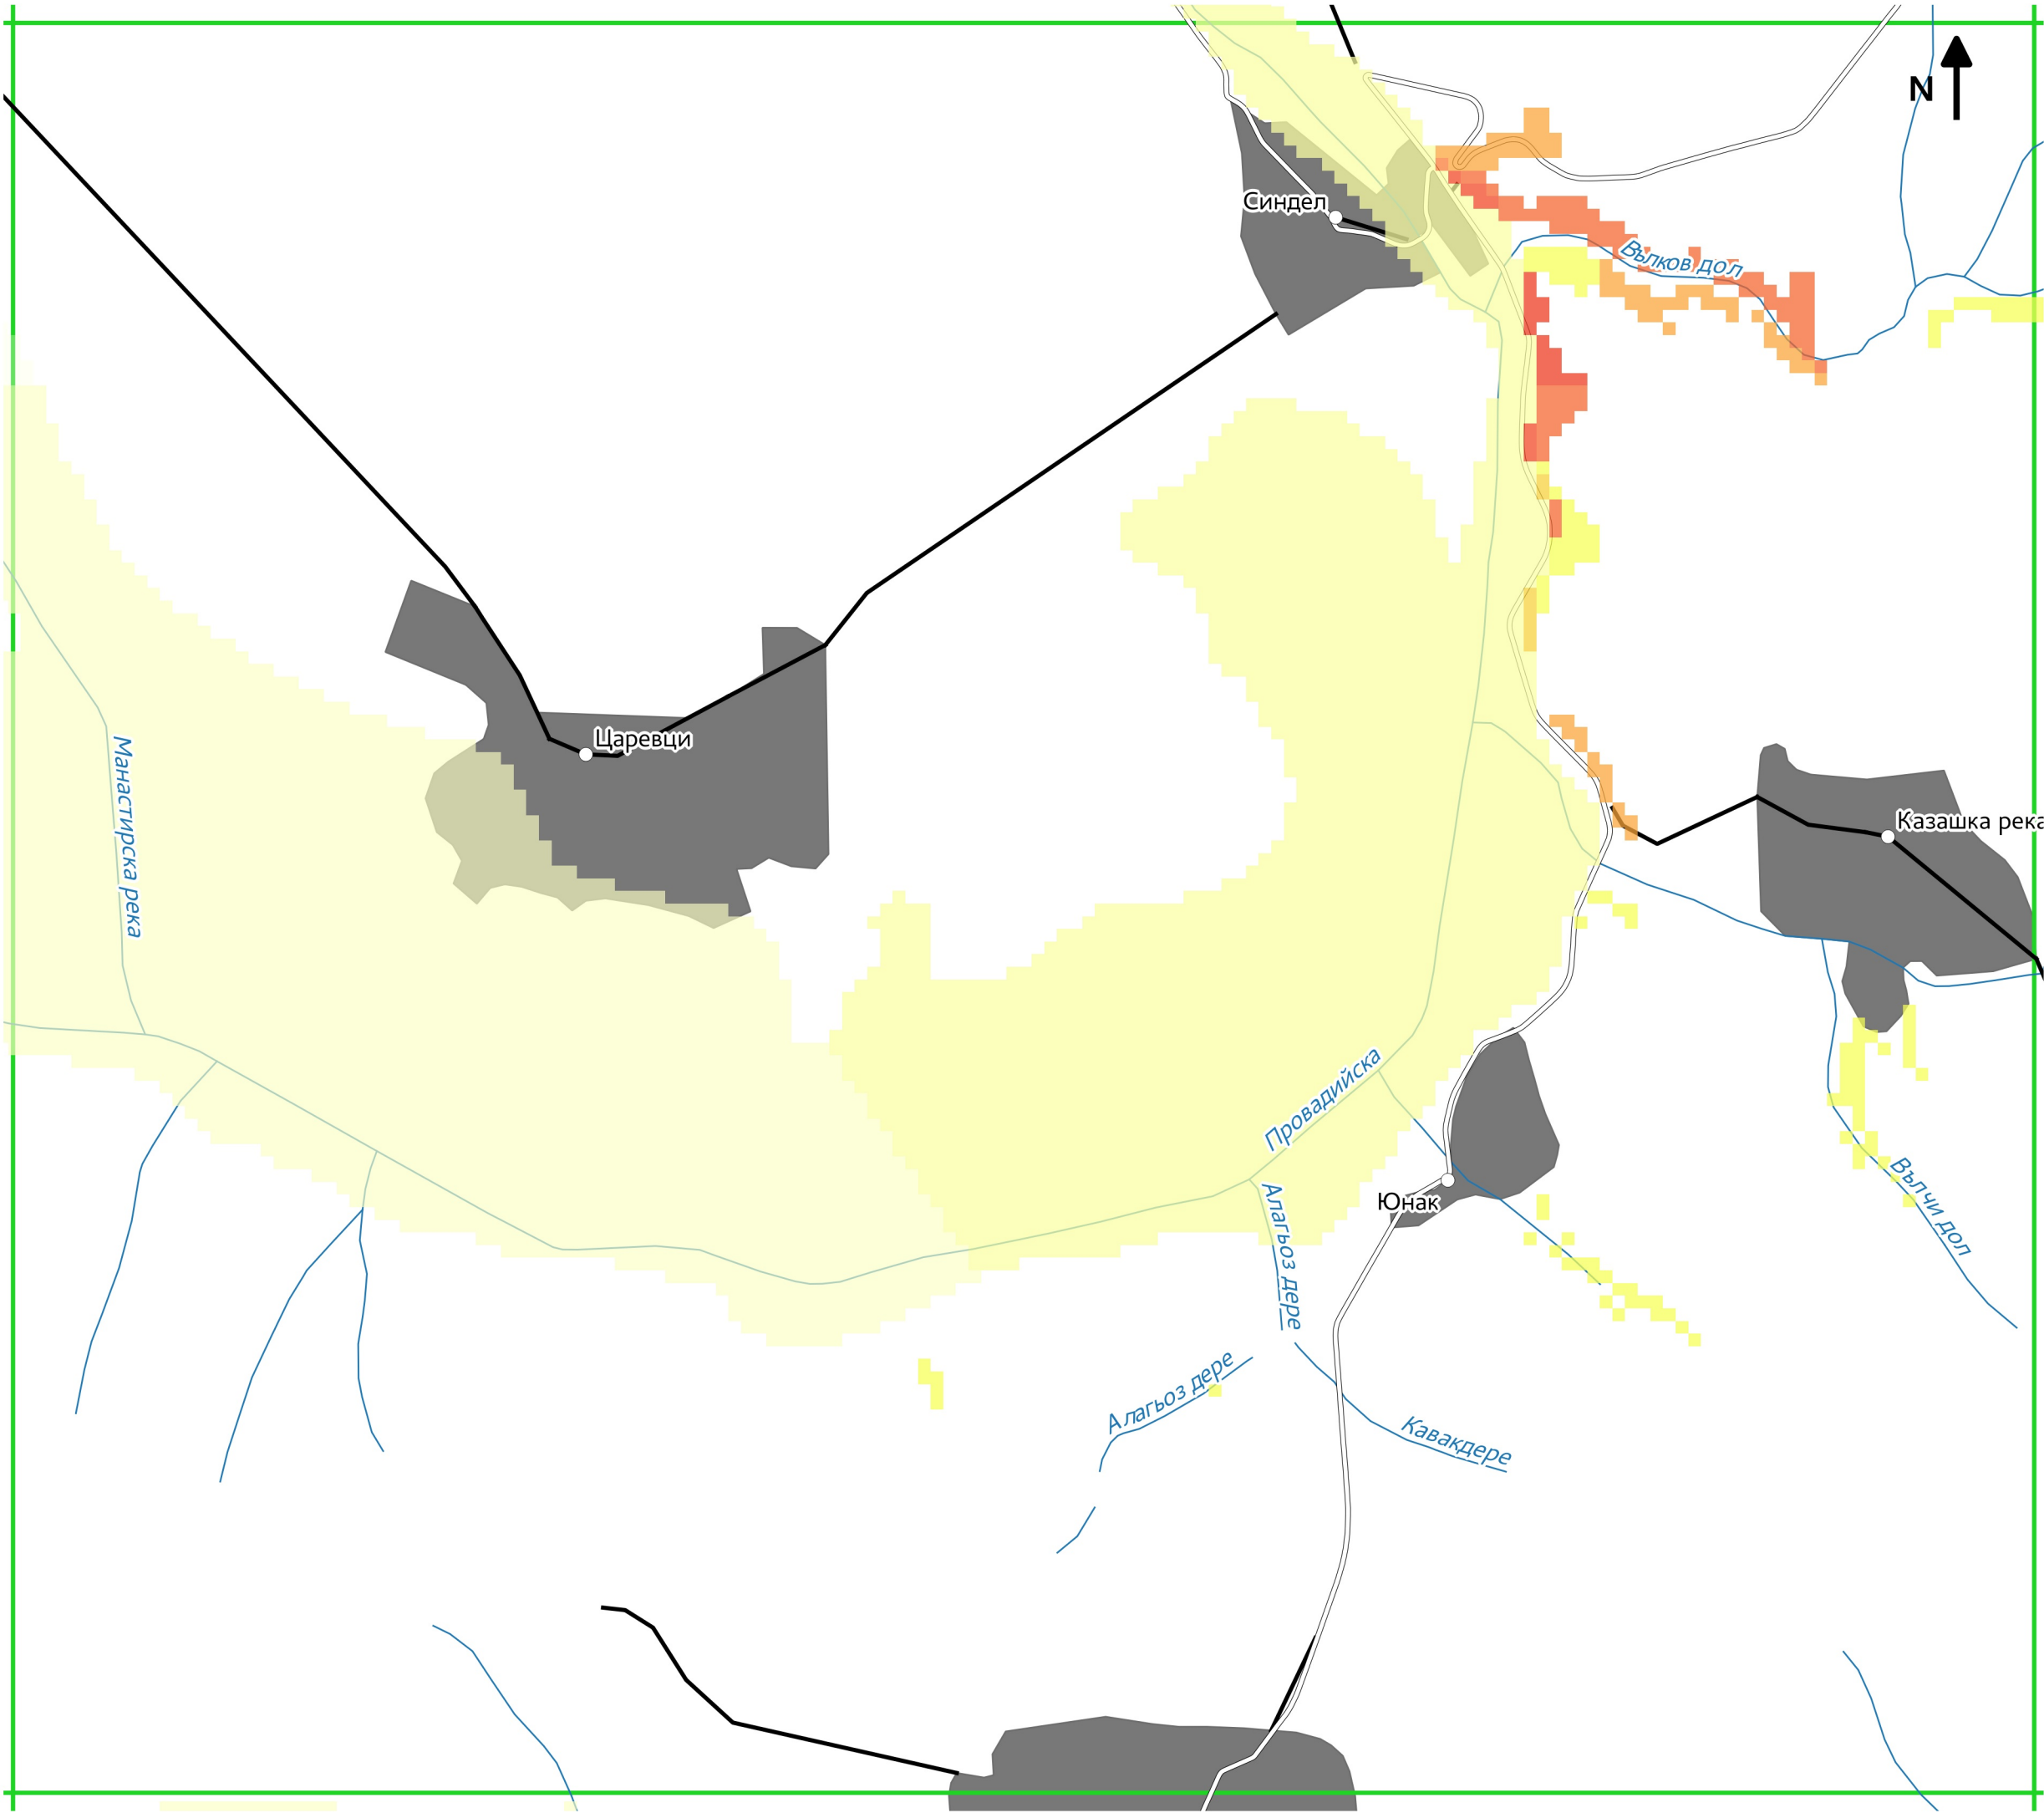 N
Синдел
Вълков дол
Царевци
Манастирска река
Казашка река
Провадийска
Юнак
Алагьоз дере
Вълчи дол
Алагьоз дере
Кавакдере